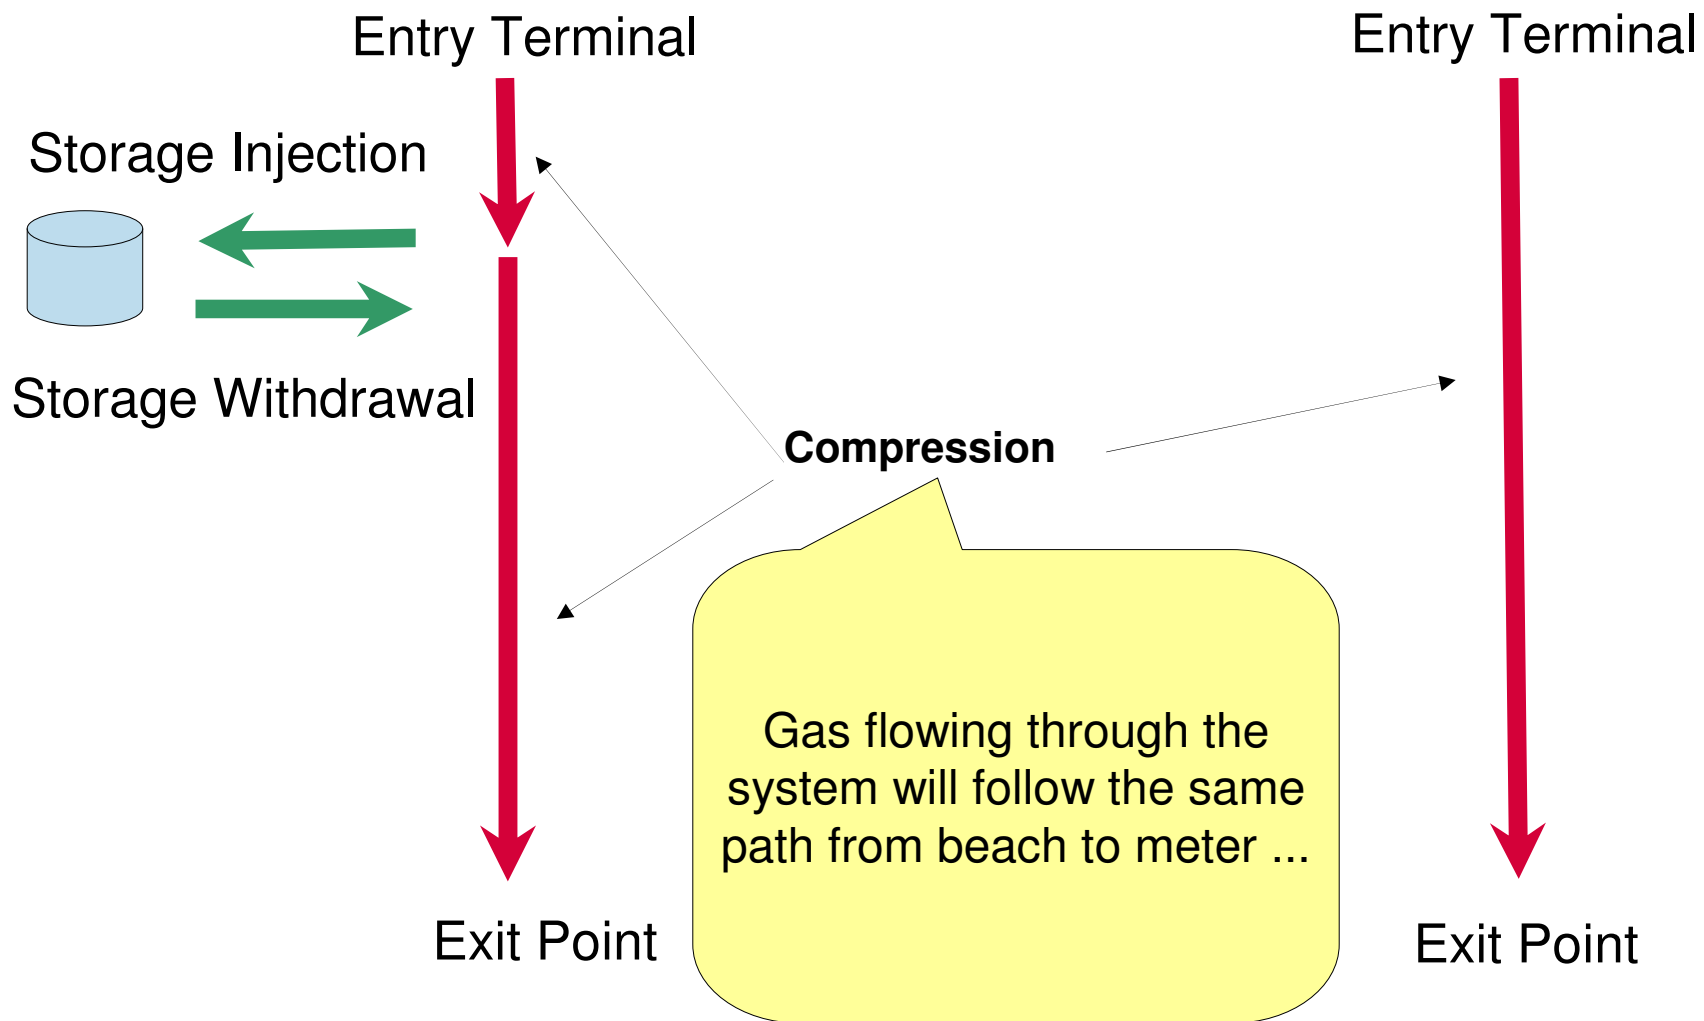 Entry Terminal
Entry Terminal
Storage Injection
Storage Withdrawal
Compression
Gas flowing through the
system will follow the same
path from beach to meter ...
Exit Point
Exit Point